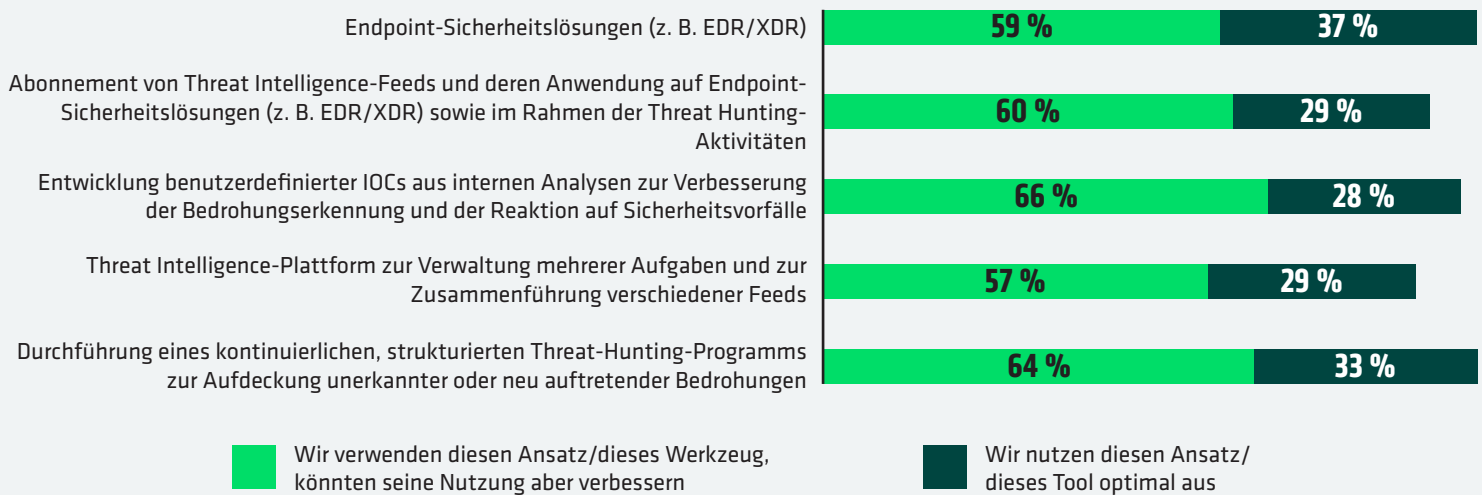 Endpoint-Sicherheitslösungen (z. B. EDR/XDR)
59 %
37 %
Abonnement von Threat Intelligence-Feeds und deren Anwendung auf Endpoint-
Sicherheitslösungen (z. B. EDR/XDR) sowie im Rahmen der Threat Hunting-
Aktivitäten
60 %
29 %
Entwicklung benutzerdefinierter IOCs aus internen Analysen zur Verbesserung
der Bedrohungserkennung und der Reaktion auf Sicherheitsvorfälle
66 %
28 %
Threat Intelligence-Plattform zur Verwaltung mehrerer Aufgaben und zur
Zusammenführung verschiedener Feeds
57 %
29 %
Durchführung eines kontinuierlichen, strukturierten Threat-Hunting-Programms
zur Aufdeckung unerkannter oder neu auftretender Bedrohungen
64 %
33 %
Wir verwenden diesen Ansatz/dieses Werkzeug,
könnten seine Nutzung aber verbessern
Wir nutzen diesen Ansatz/
dieses Tool optimal aus